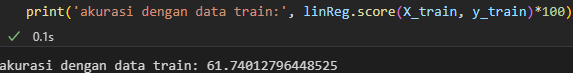 print('akurasi dengan data train:', linReg.score(X_train, y_train)*100)
0.1s
akurasi dengan data train: 61.74012796448525